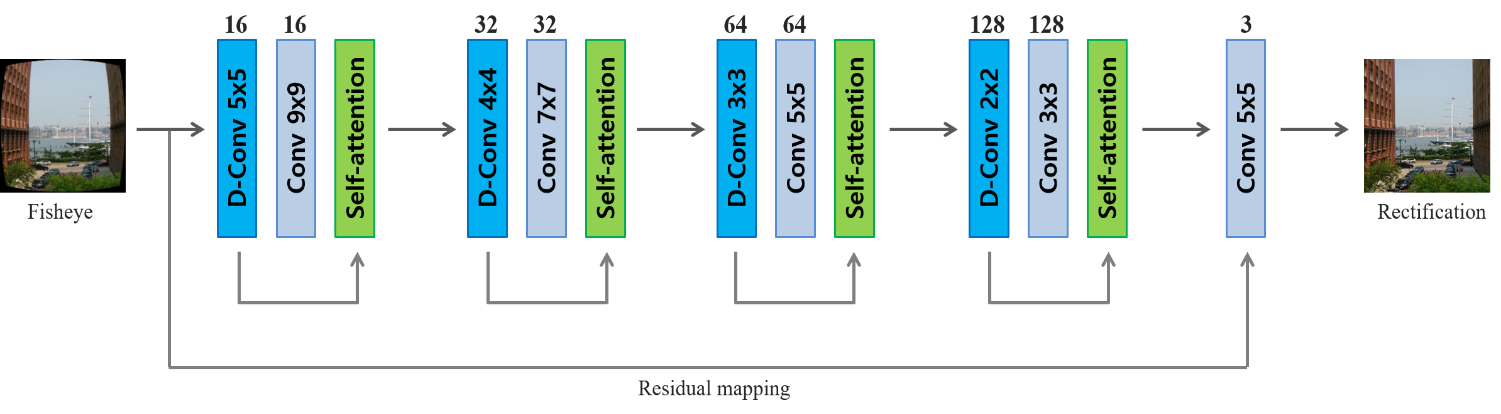 16 16 32 32 64 64 128 128 3
D-Conv 5x5
Conv 9x9
Self-attention
D-Conv 4x4
Conv 7x7
Self-attention
D-Conv 3x3
Conv 5x5
Self-attention
D-Conv 2x2
Conv 3x3
Self-attention
Conv 5x5
Fisheye
Rectification
Residual mapping